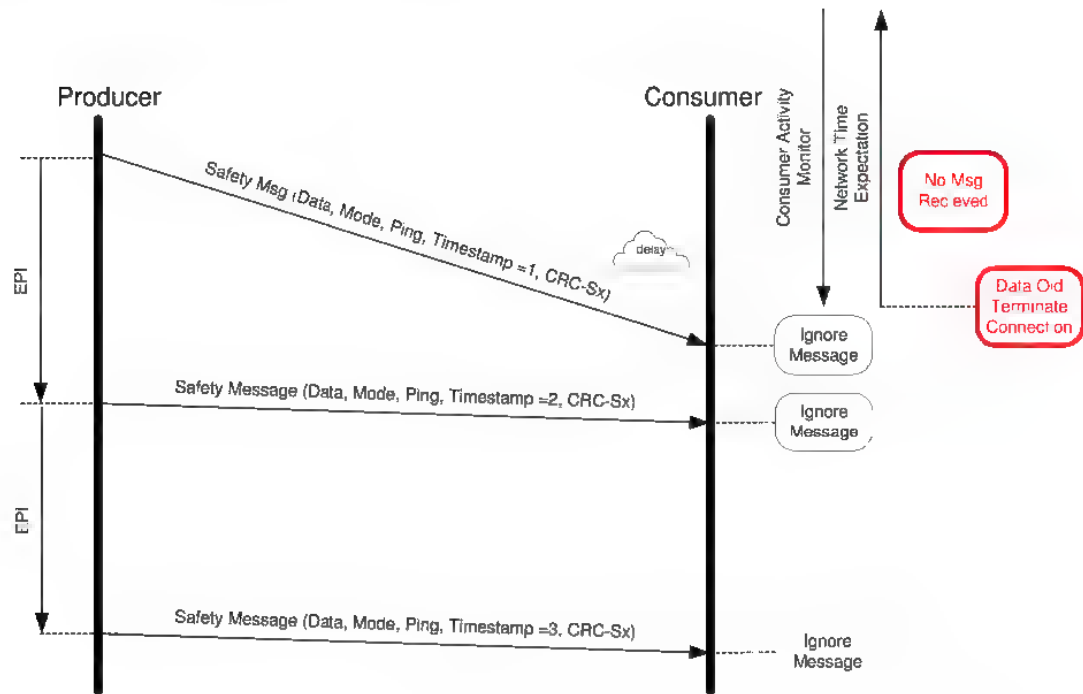 Producer
Consumer
Consumer Activity
Monitor
Network Time
Expectation
No Msg
Recieved
Safety Msg (Data, Mode, Ping, Timestamp =1, CRC-Sx)
delay
EPI
Data Old
Terminate
Connection
Ignore
Message
Safety Message (Data, Mode, Ping, Timestamp =2, CRC-Sx)
Ignore
Message
EPI
Safety Message (Data, Mode, Ping, Timestamp =3, CRC-Sx)
Ignore
Message